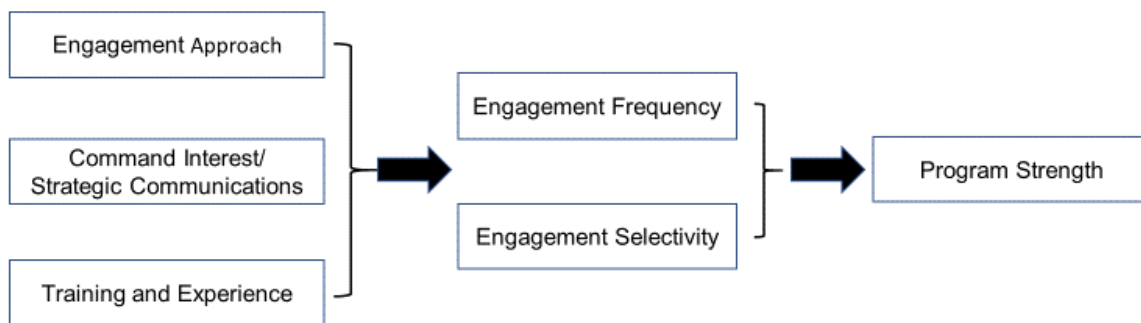 Engagement Approach
Command Interest/
Strategic Communications
Training and Experience
Engagement Frequency
Engagement Selectivity
Program Strength